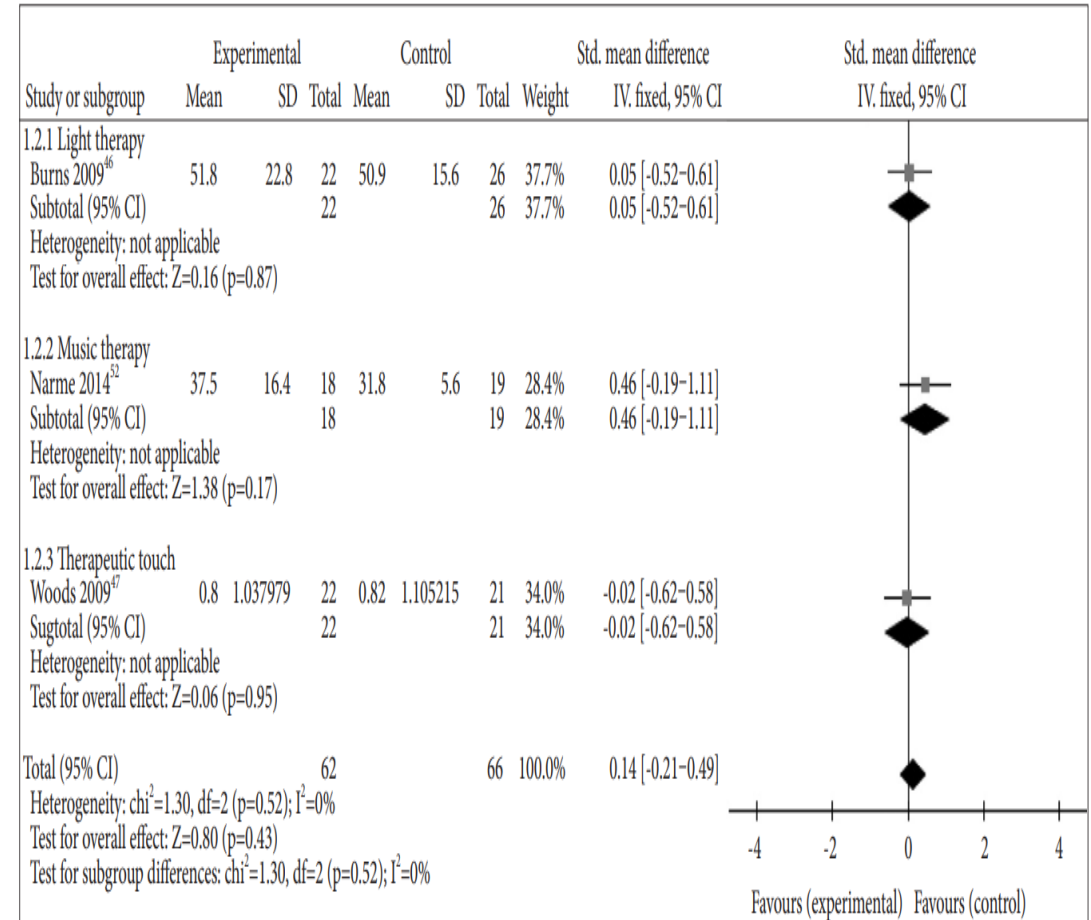 Experimental Control Std. mean difference Std. mean difference
Study or subgroup Mean SD Total Mean SD Total Weight IV. fixed, 95% CI IV. fixed, 95% CI
1.2.1 Light therapy
Burns 2009⁴⁶ 51.8 22.8 22 50.9 15.6 26 37.7% 0.05 [-0.52-0.61]
Subtotal (95% CI) 22 26 37.7% 0.05 [-0.52-0.61]
Heterogeneity: not applicable
Test for overall effect: Z=0.16 (p=0.87)
1.2.2 Music therapy
Narme 2014⁵² 37.5 16.4 18 31.8 5.6 19 28.4% 0.46 [-0.19-1.11]
Subtotal (95% CI) 18 19 28.4% 0.46 [-0.19-1.11]
Heterogeneity: not applicable
Test for overall effect: Z=1.38 (p=0.17)
1.2.3 Therapeutic touch
Woods 2009⁴⁷ 0.8 1.037979 22 0.82 1.105215 21 34.0% -0.02 [-0.62-0.58]
Sugtotal (95% CI) 22 21 34.0% -0.02 [-0.62-0.58]
Heterogeneity: not applicable
Test for overall effect: Z=0.06 (p=0.95)
Total (95% CI) 62 66 100.0% 0.14 [-0.21-0.49]
Heterogeneity: chi²=1.30, df=2 (p=0.52); I²=0%
Test for overall effect: Z=0.80 (p=0.43)
Test for subgroup differences: chi²=1.30, df=2 (p=0.52); I²=0%
-4 -2 0 2 4
Favours (experimental) Favours (control)